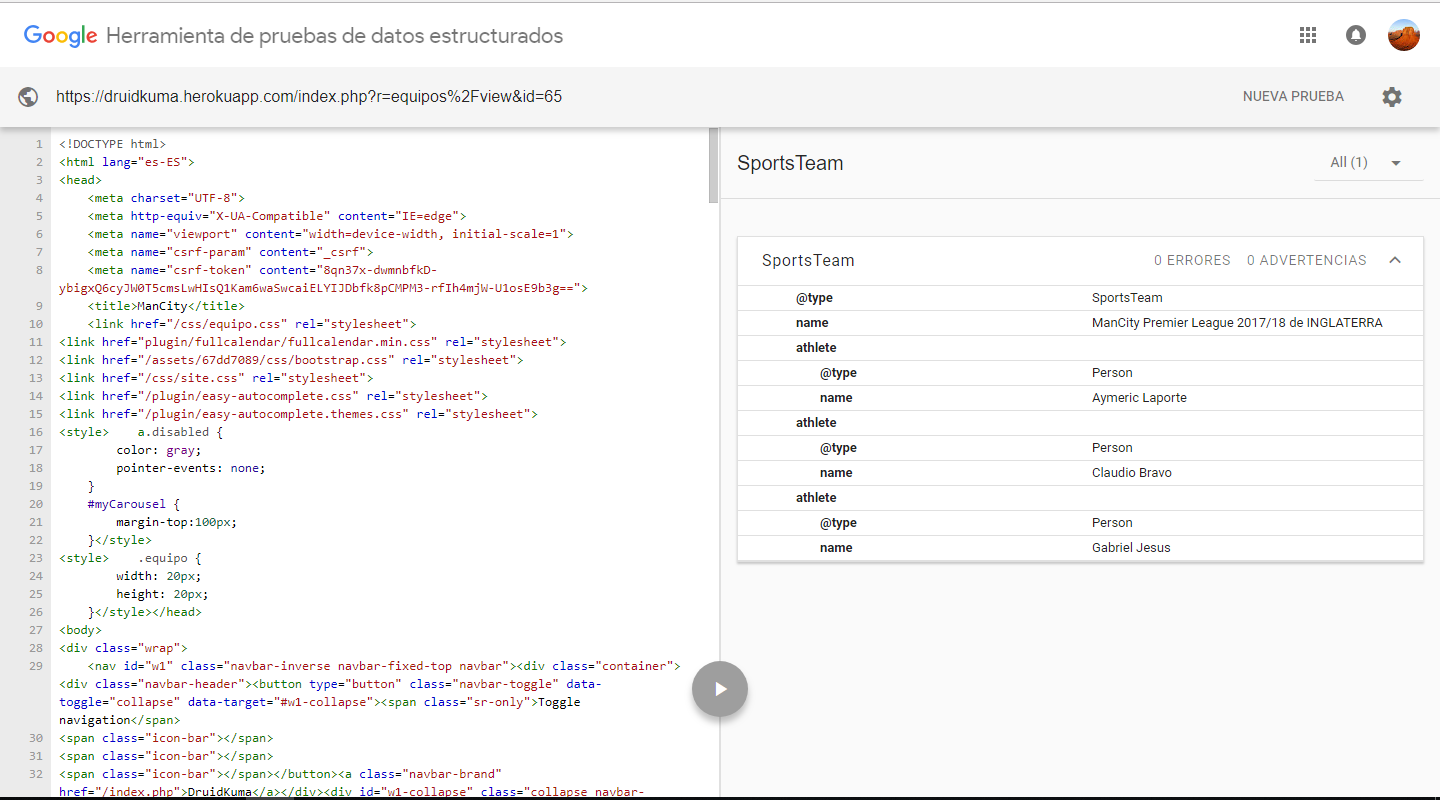 Google Herramienta de pruebas de datos estructurados
https://druidkuma.herokuapp.com/index.php?r=equipos%2Fview&id=65
NUEVA PRUEBA
1 <!DOCTYPE html>
2 <html lang="es-ES">
3 <head>
4 <meta charset="UTF-8">
5 <meta http-equiv="X-UA-Compatible" content="IE=edge">
6 <meta name="viewport" content="width=device-width, initial-scale=1">
7 <meta name="csrf-param" content="_csrf">
8 <meta name="csrf-token" content="8qn37x-dwmnbfkD-
ybigxQ6cyJW0T5cmsLwHIsQ1Kam6waSwcaiELYIJDbfk8pCMPM3-rfIh4mjW-U1osE9b3g==">
9 <title>ManCity</title>
10 <link href="/css/equipo.css" rel="stylesheet">
11 <link href="plugin/fullcalendar/fullcalendar.min.css" rel="stylesheet">
12 <link href="/assets/67dd7089/css/bootstrap.css" rel="stylesheet">
13 <link href="/css/site.css" rel="stylesheet">
14 <link href="/plugin/easy-autocomplete.css" rel="stylesheet">
15 <link href="/plugin/easy-autocomplete.themes.css" rel="stylesheet">
16 <style> a.disabled {
17 color: gray;
18 pointer-events: none;
19 }
20 #myCarousel {
21 margin-top:100px;
22 }</style>
23 <style> .equipo {
24 width: 20px;
25 height: 20px;
26 }</style></head>
27 <body>
28 <div class="wrap">
29 <nav id="w1" class="navbar-inverse navbar-fixed-top navbar"><div class="container">
<div class="navbar-header"><button type="button" class="navbar-toggle" data-
toggle="collapse" data-target="#w1-collapse"><span class="sr-only">Toggle
navigation</span>
30 <span class="icon-bar"></span>
31 <span class="icon-bar"></span>
32 <span class="icon-bar"></span></button><a class="navbar-brand"
href="/index.php">DruidKuma</a></div><div id="w1-collapse" class="collapse navbar-
SportsTeam
All (1)
SportsTeam 0 ERRORES 0 ADVERTENCIAS
@type SportsTeam
name ManCity Premier League 2017/18 de INGLATERRA
athlete
@type Person
name Aymeric Laporte
athlete
@type Person
name Claudio Bravo
athlete
@type Person
name Gabriel Jesus